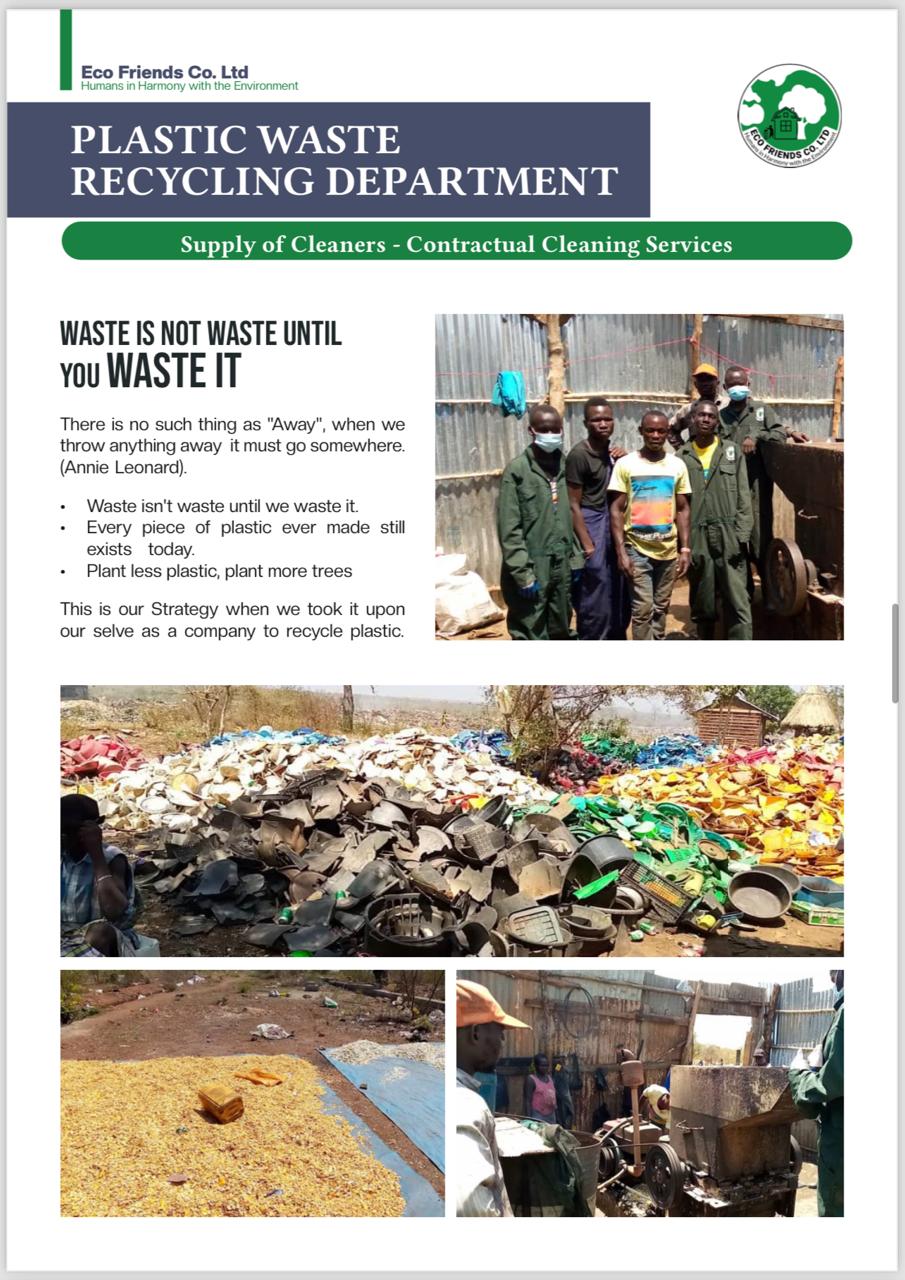 Eco Friends Co. Ltd
Humans in Harmony with the Environment
PLASTIC WASTE
RECYCLING DEPARTMENT
ECO FRIENDS CO. LTD
Humans in Harmony with the Environment
Supply of Cleaners - Contractual Cleaning Services
WASTE IS NOT WASTE UNTIL
YOU WASTE IT
There is no such thing as "Away", when we
throw anything away it must go somewhere.
(Annie Leonard).
• Waste isn't waste until we waste it.
• Every piece of plastic ever made still
exists today.
• Plant less plastic, plant more trees
This is our Strategy when we took it upon
our selve as a company to recycle plastic.